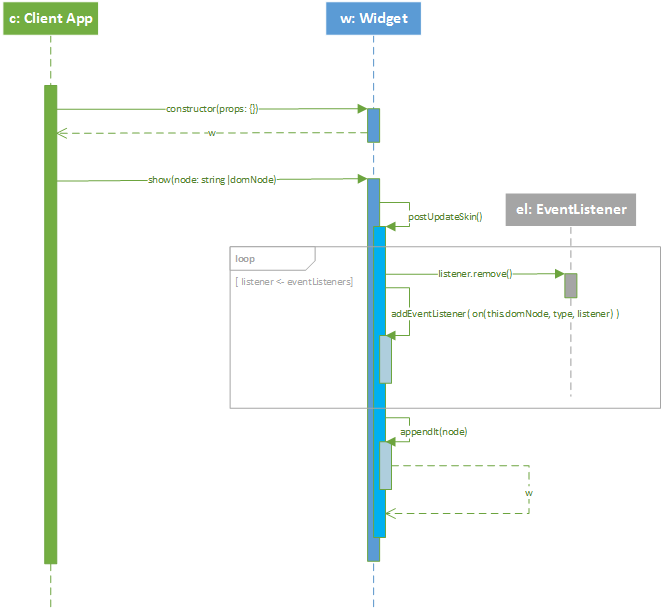 c: Client App
w: Widget
constructor(props: {})
w
show(node: string |domNode)
postUpdateSkin()
el: EventListener
loop
[ listener <- eventListeners]
listener.remove()
addEventListener( on(this.domNode, type, listener) )
appendIt(node)
w